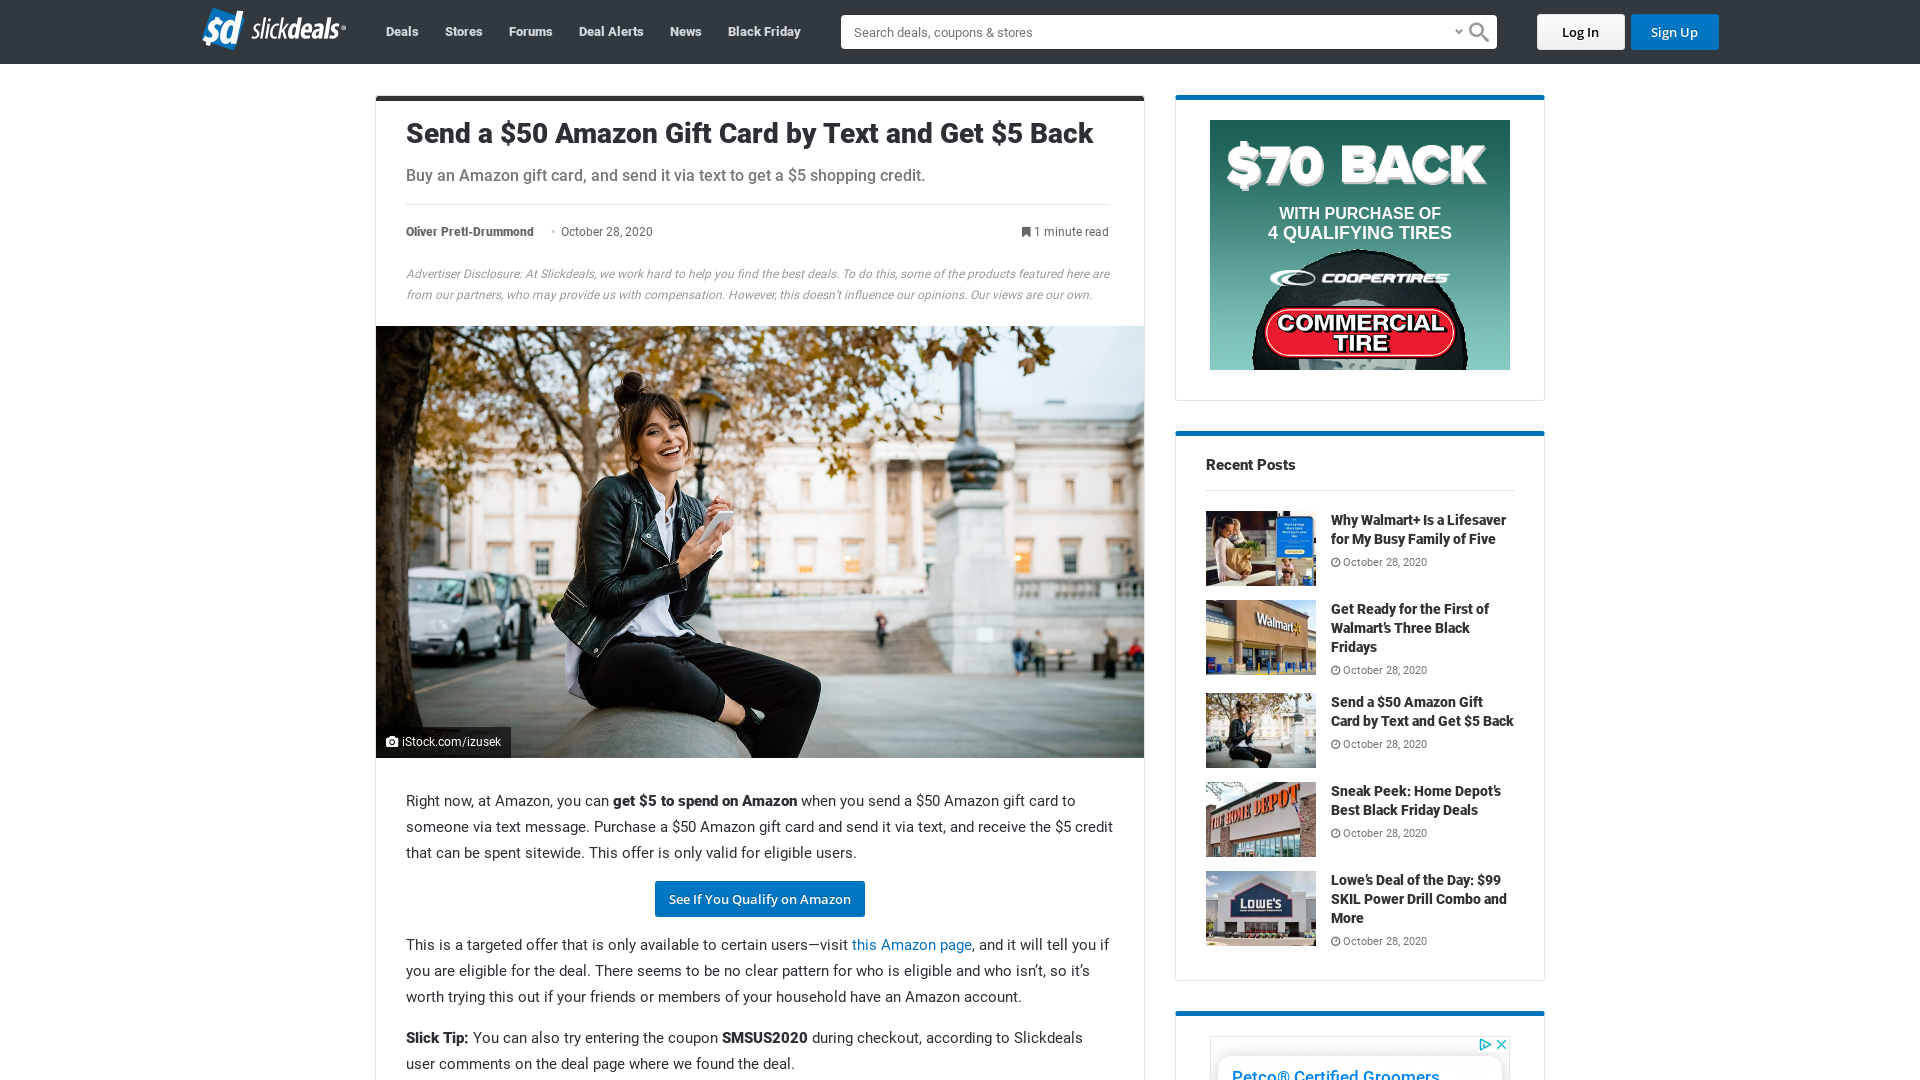 sd slickdeals
Deals
Stores
Forums
Deal Alerts
News
Black Friday
Search deals, coupons & stores
Log In
Sign Up
Send a $50 Amazon Gift Card by Text and Get $5 Back
Buy an Amazon gift card, and send it via text to get a $5 shopping credit.
Oliver Pretl-Drummond • October 28, 2020
1 minute read
Advertiser Disclosure: At Slickdeals, we work hard to help you find the best deals. To do this, some of the products featured here are
from our partners, who may provide us with compensation. However, this doesn’t influence our opinions. Our views are our own.
iStock.com/izusek
Right now, at Amazon, you can get $5 to spend on Amazon when you send a $50 Amazon gift card to
someone via text message. Purchase a $50 Amazon gift card and send it via text, and receive the $5 credit
that can be spent sitewide. This offer is only valid for eligible users.
See If You Qualify on Amazon
This is a targeted offer that is only available to certain users—visit this Amazon page, and it will tell you if
you are eligible for the deal. There seems to be no clear pattern for who is eligible and who isn’t, so it’s
worth trying this out if your friends or members of your household have an Amazon account.
Slick Tip: You can also try entering the coupon SMSUS2020 during checkout, according to Slickdeals
user comments on the deal page where we found the deal.
$70 BACK
WITH PURCHASE OF
4 QUALIFYING TIRES
COOPERTIRES
COMMERCIAL
TIRE
Recent Posts
Why Walmart+ Is a Lifesaver
for My Busy Family of Five
October 28, 2020
Walmart
Get Ready for the First of
Walmart’s Three Black
Fridays
October 28, 2020
Send a $50 Amazon Gift
Card by Text and Get $5 Back
October 28, 2020
THE HOME DEPOT
Sneak Peek: Home Depot’s
Best Black Friday Deals
October 28, 2020
LOWE'S
Lowe’s Deal of the Day: $99
SKIL Power Drill Combo and
More
October 28, 2020
Petco® Certified Groomers